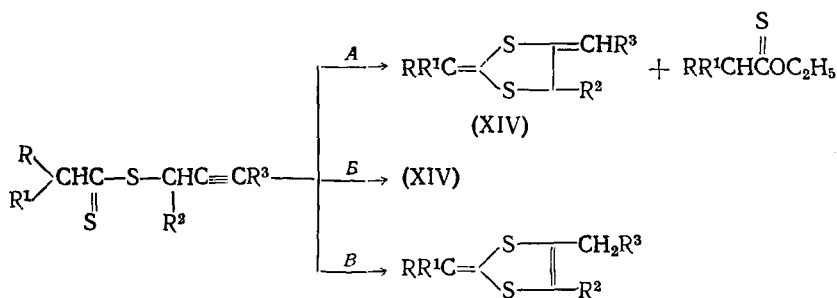 А
RR¹C= S S =CHR³ R² + RR¹CHCOC₂H₅ S
(XIV)
R R¹ CHC—S—CHC≡CR³ S R²
Б (XIV)
В
RR¹C= S S CH₂R³ R²